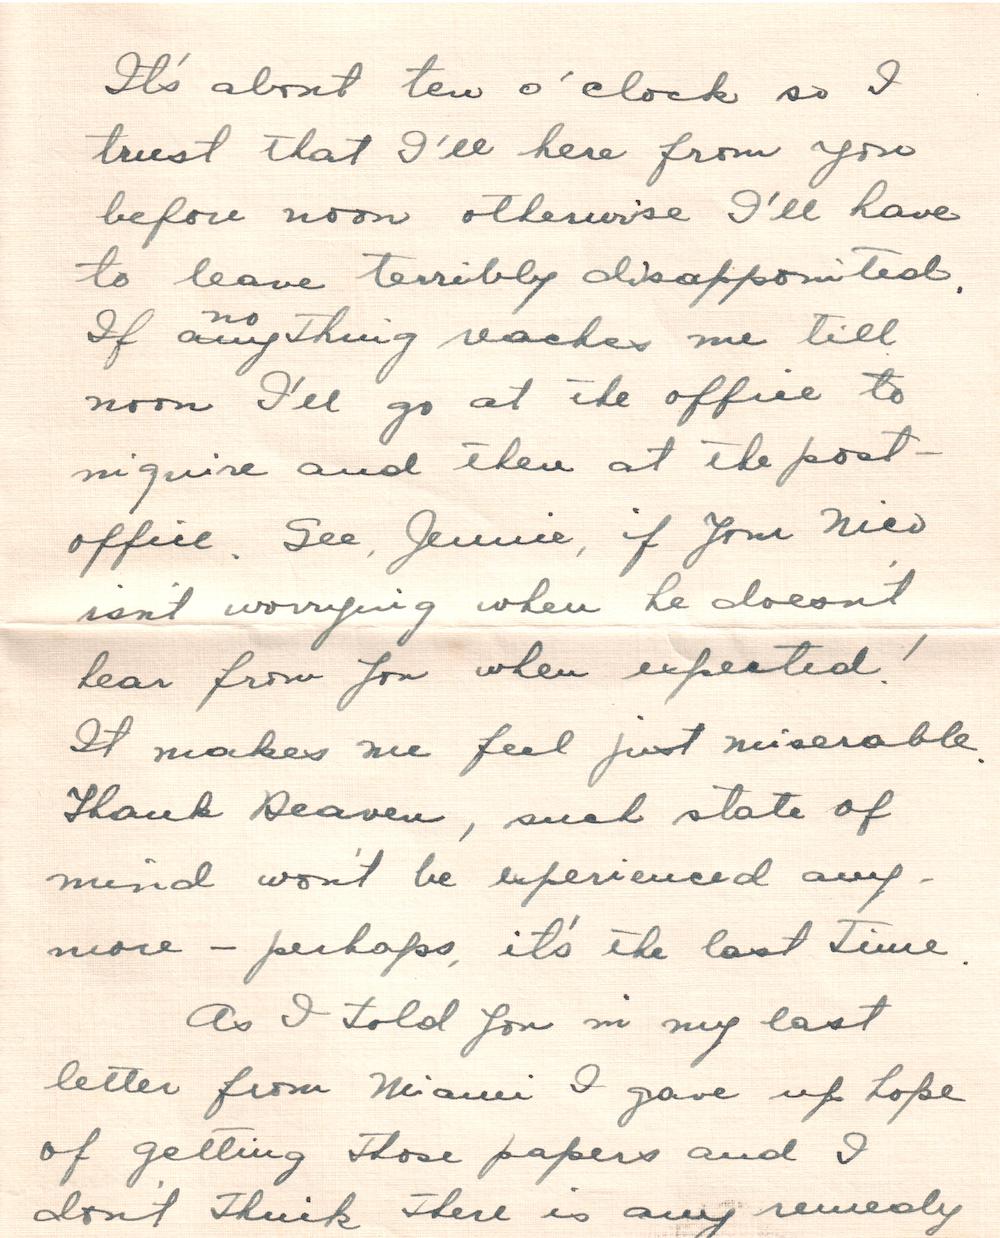 It's about ten o'clock so I
trust that I'll here from you
before noon otherwise I'll have
to leave terribly disappointed.
no
If anything reaches me till
noon I'll go at the office to
inquire and then at the post-
office. See, Jennie, if Your Nico
isn't worrying when he doesn't
hear from You when expected!
It makes me feel just miserable.
Thank Heaven, such state of
mind won't be experienced any-
more - perhaps, it's the last time.
As I told You in my last
letter from Miami I gave up hope
of getting those papers and I
don't think there is any remedy